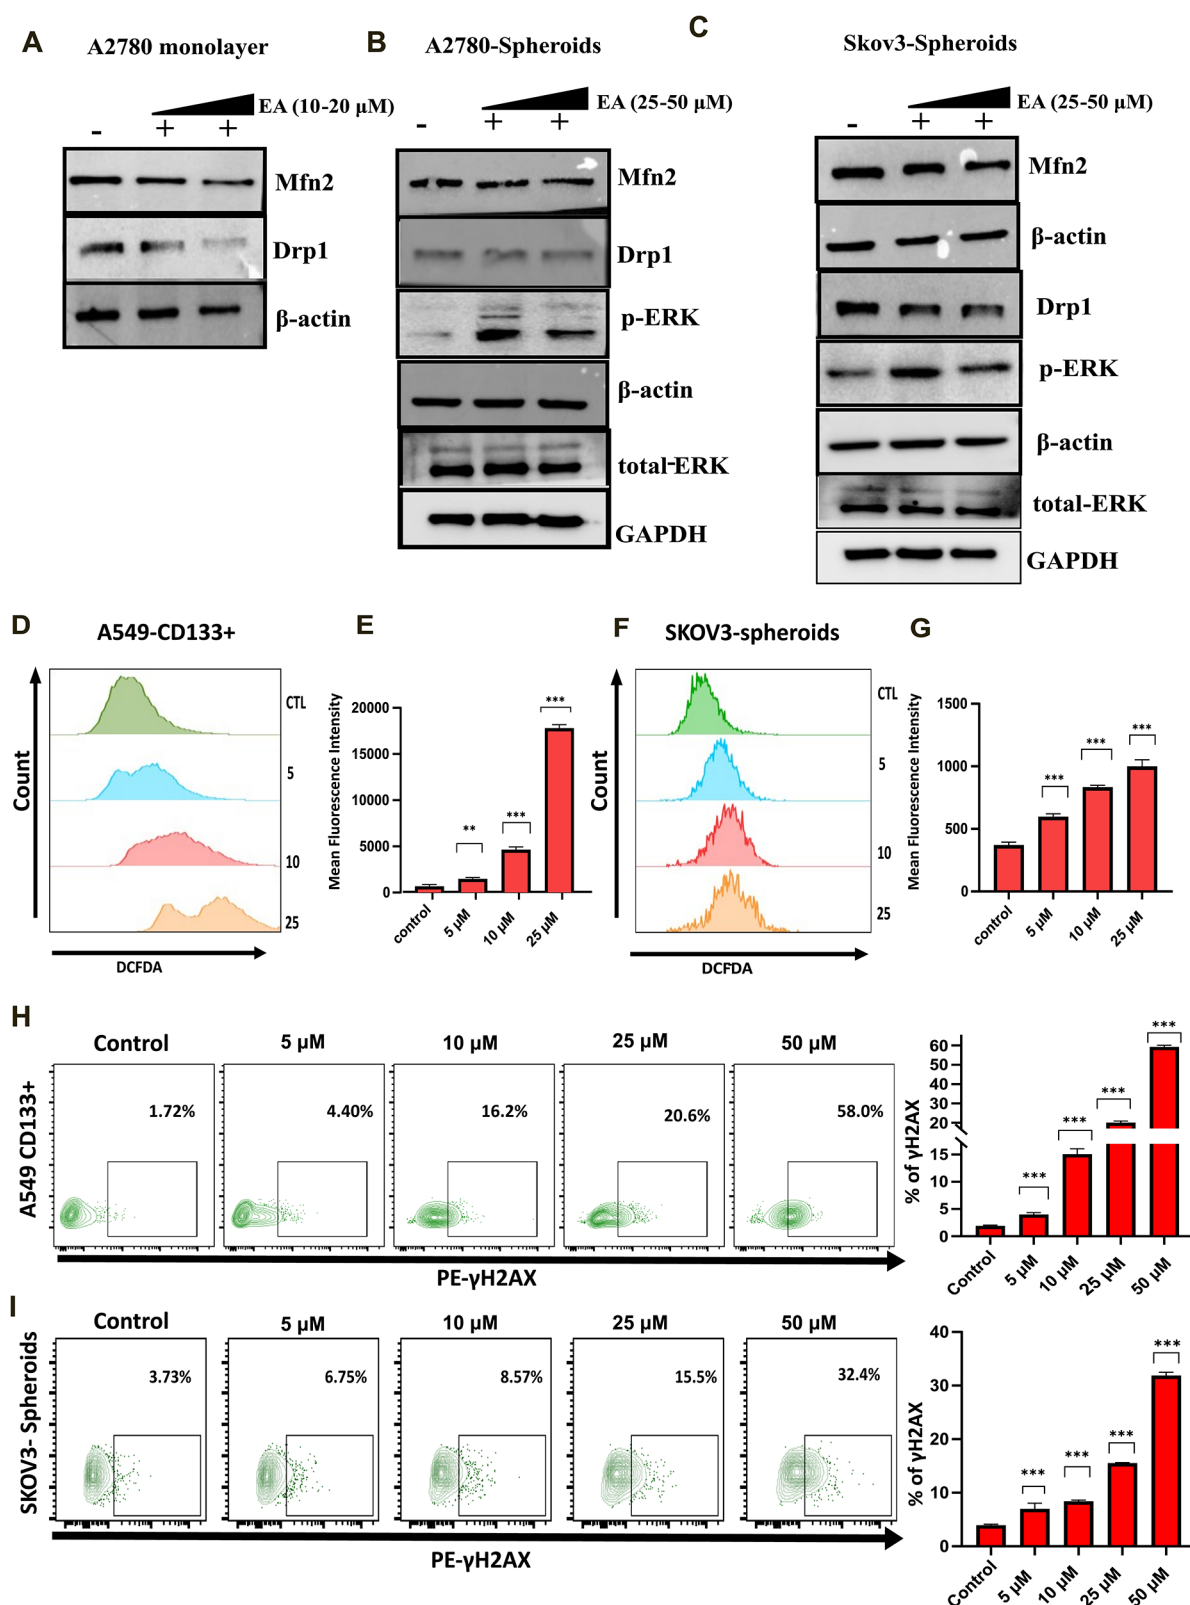 A
A2780 monolayer
EA (10-20 μM)
- + +
Mfn2
Drp1
β-actin
B
A2780-Spheroids
EA (25-50 μM)
- + +
Mfn2
Drp1
p-ERK
β-actin
total-ERK
GAPDH
C
Skov3-Spheroids
EA (25-50 μM)
- + +
Mfn2
β-actin
Drp1
p-ERK
β-actin
total-ERK
GAPDH
D
A549-CD133+
Count
CTL
5
10
25
DCFDA
E
Mean Fluorescence Intensity
20000
15000
10000
5000
0
**
***
***
control
5 μM
10 μM
25 μM
F
SKOV3-spheroids
Count
CTL
5
10
25
DCFDA
G
Mean Fluorescence Intensity
1500
1000
500
0
***
***
***
control
5 μM
10 μM
25 μM
H
A549 CD133+
Control
5 μM
10 μM
25 μM
50 μM
1.72%
4.40%
16.2%
20.6%
58.0%
PE-γH2AX
% of γH2AX
60
50
40
30
20
15
10
5
0
***
***
***
***
Control
5 μM
10 μM
25 μM
50 μM
I
SKOV3- Spheroids
Control
5 μM
10 μM
25 μM
50 μM
3.73%
6.75%
8.57%
15.5%
32.4%
PE-γH2AX
% of γH2AX
40
30
20
10
0
***
***
***
***
Control
5 μM
10 μM
25 μM
50 μM